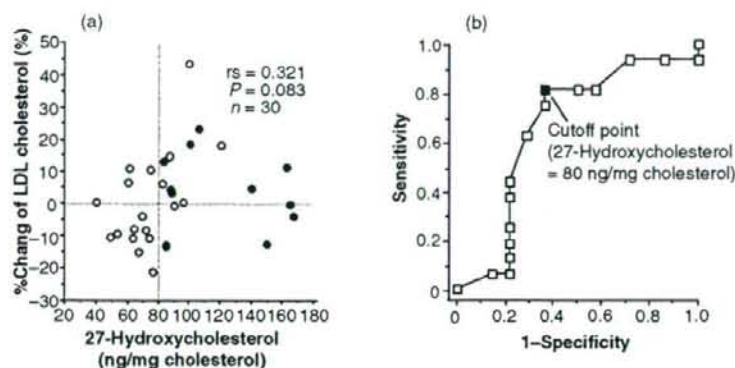 (a)
rs = 0.321
P = 0.083
n = 30
%Chang of LDL cholesterol (%)
50
40
30
20
10
0
−10
−20
−30
20 40 60 80 100 120 140 160 180
27-Hydroxycholesterol
(ng/mg cholesterol)
(b)
Sensitivity
1.0
0.8
0.6
0.4
0.2
0
Cutoff point
(27-Hydroxycholesterol
= 80 ng/mg cholesterol)
0 0.2 0.4 0.6 0.8 1.0
1–Specificity